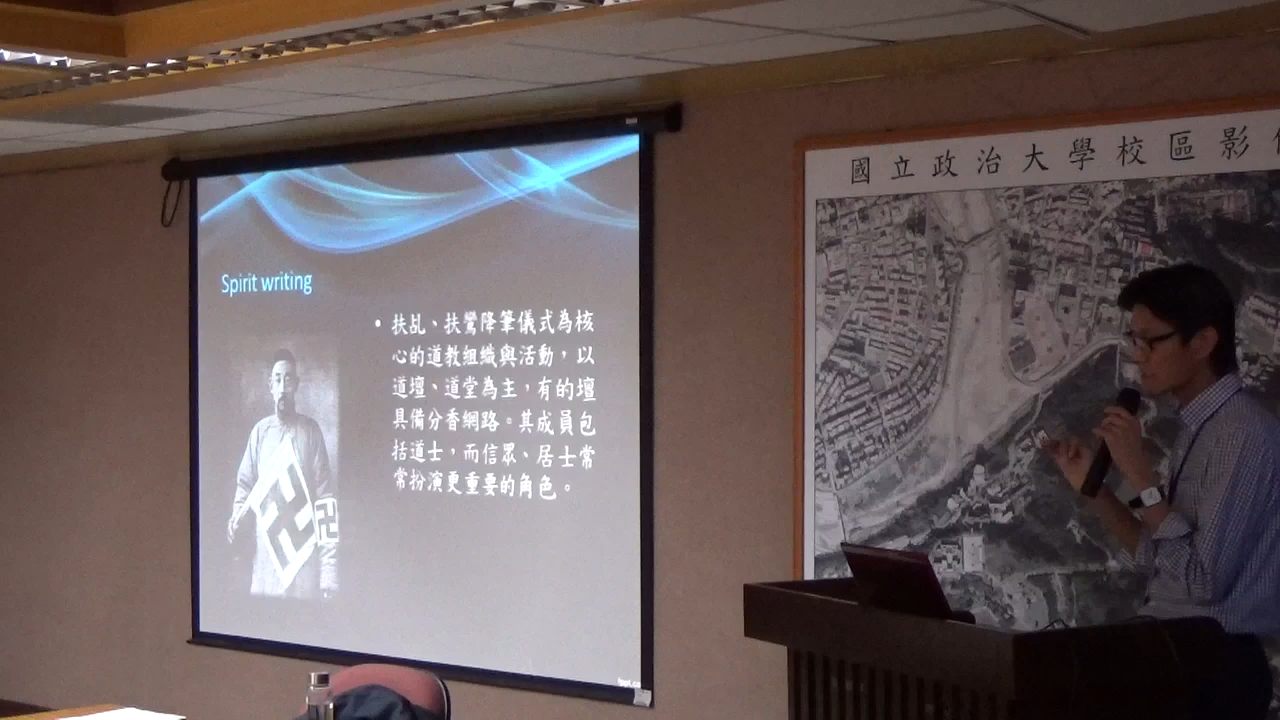 Spirit writing
• 扶乩、扶鸞降筆儀式為核
心的道教組織與活動，以
道壇、道堂為主，有的壇
具備分香網路。其成員包
括道士，而信眾、居士常
常扮演更重要的角色。
國立政治大學校區影